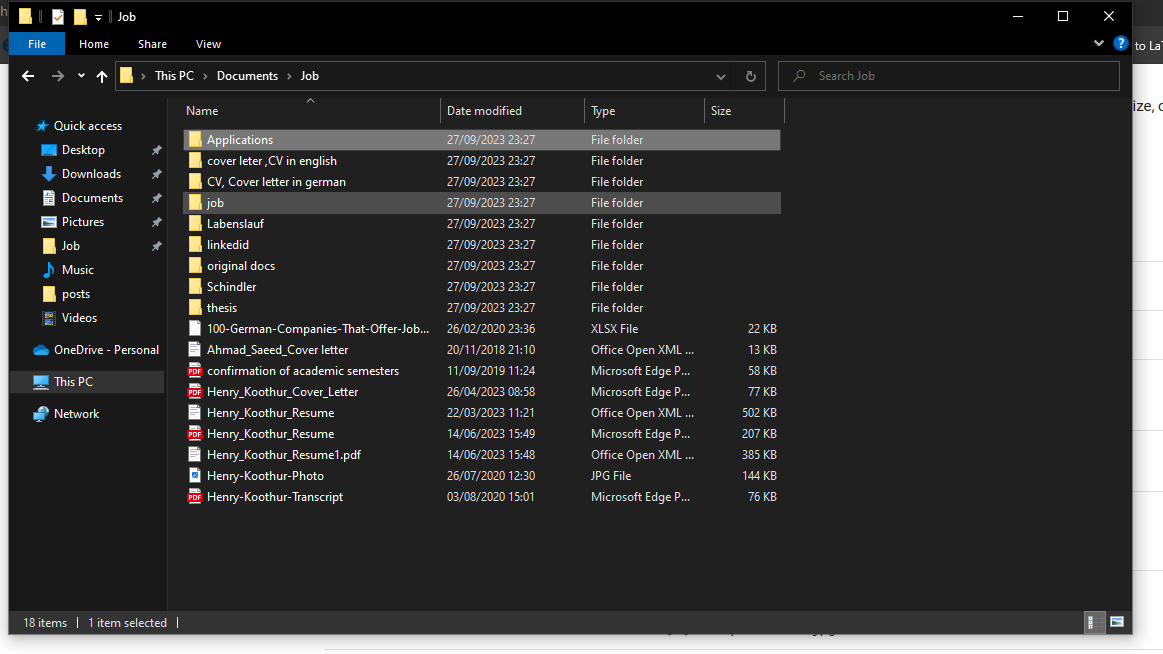 Job
File Home Share View
to LaT
This PC Documents Job
Search Job
ize, c
Name Date modified Type Size
Quick access
Desktop
Downloads
Documents
Pictures
Job
Music
posts
Videos
OneDrive - Personal
This PC
Network
Applications 27/09/2023 23:27 File folder
cover leter ,CV in english 27/09/2023 23:27 File folder
CV, Cover letter in german 27/09/2023 23:27 File folder
job 27/09/2023 23:27 File folder
Labenslauf 27/09/2023 23:27 File folder
linkedid 27/09/2023 23:27 File folder
original docs 27/09/2023 23:27 File folder
Schindler 27/09/2023 23:27 File folder
thesis 27/09/2023 23:27 File folder
100-German-Companies-That-Offer-Job... 26/02/2020 23:36 XLSX File 22 KB
Ahmad_Saeed_Cover letter 20/11/2018 21:10 Office Open XML ... 13 KB
PDF confirmation of academic semesters 11/09/2019 11:24 Microsoft Edge P... 58 KB
PDF Henry_Koothur_Cover_Letter 26/04/2023 08:58 Microsoft Edge P... 77 KB
Henry_Koothur_Resume 22/03/2023 11:21 Office Open XML ... 502 KB
PDF Henry_Koothur_Resume 14/06/2023 15:49 Microsoft Edge P... 207 KB
Henry_Koothur_Resume1.pdf 14/06/2023 15:48 Office Open XML ... 385 KB
Henry-Koothur-Photo 26/07/2020 12:30 JPG File 144 KB
PDF Henry-Koothur-Transcript 03/08/2020 15:01 Microsoft Edge P... 76 KB
18 items 1 item selected